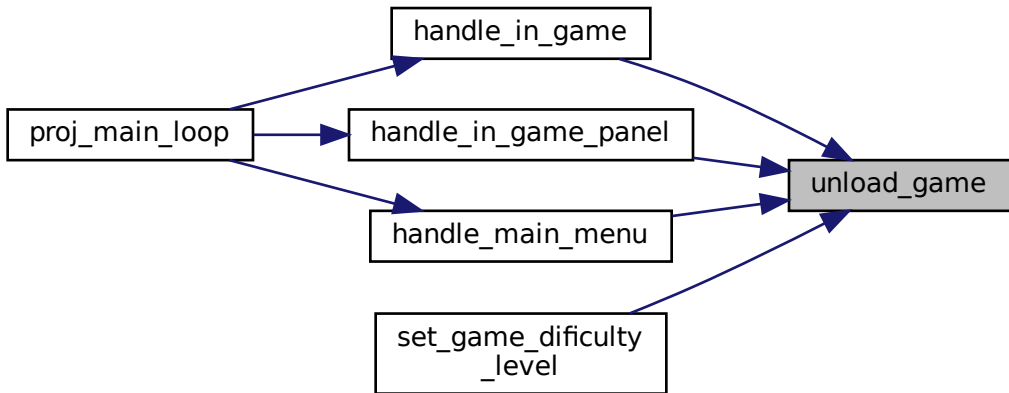 handle_in_game
proj_main_loop
handle_in_game_panel
unload_game
handle_main_menu
set_game_dificulty
_level